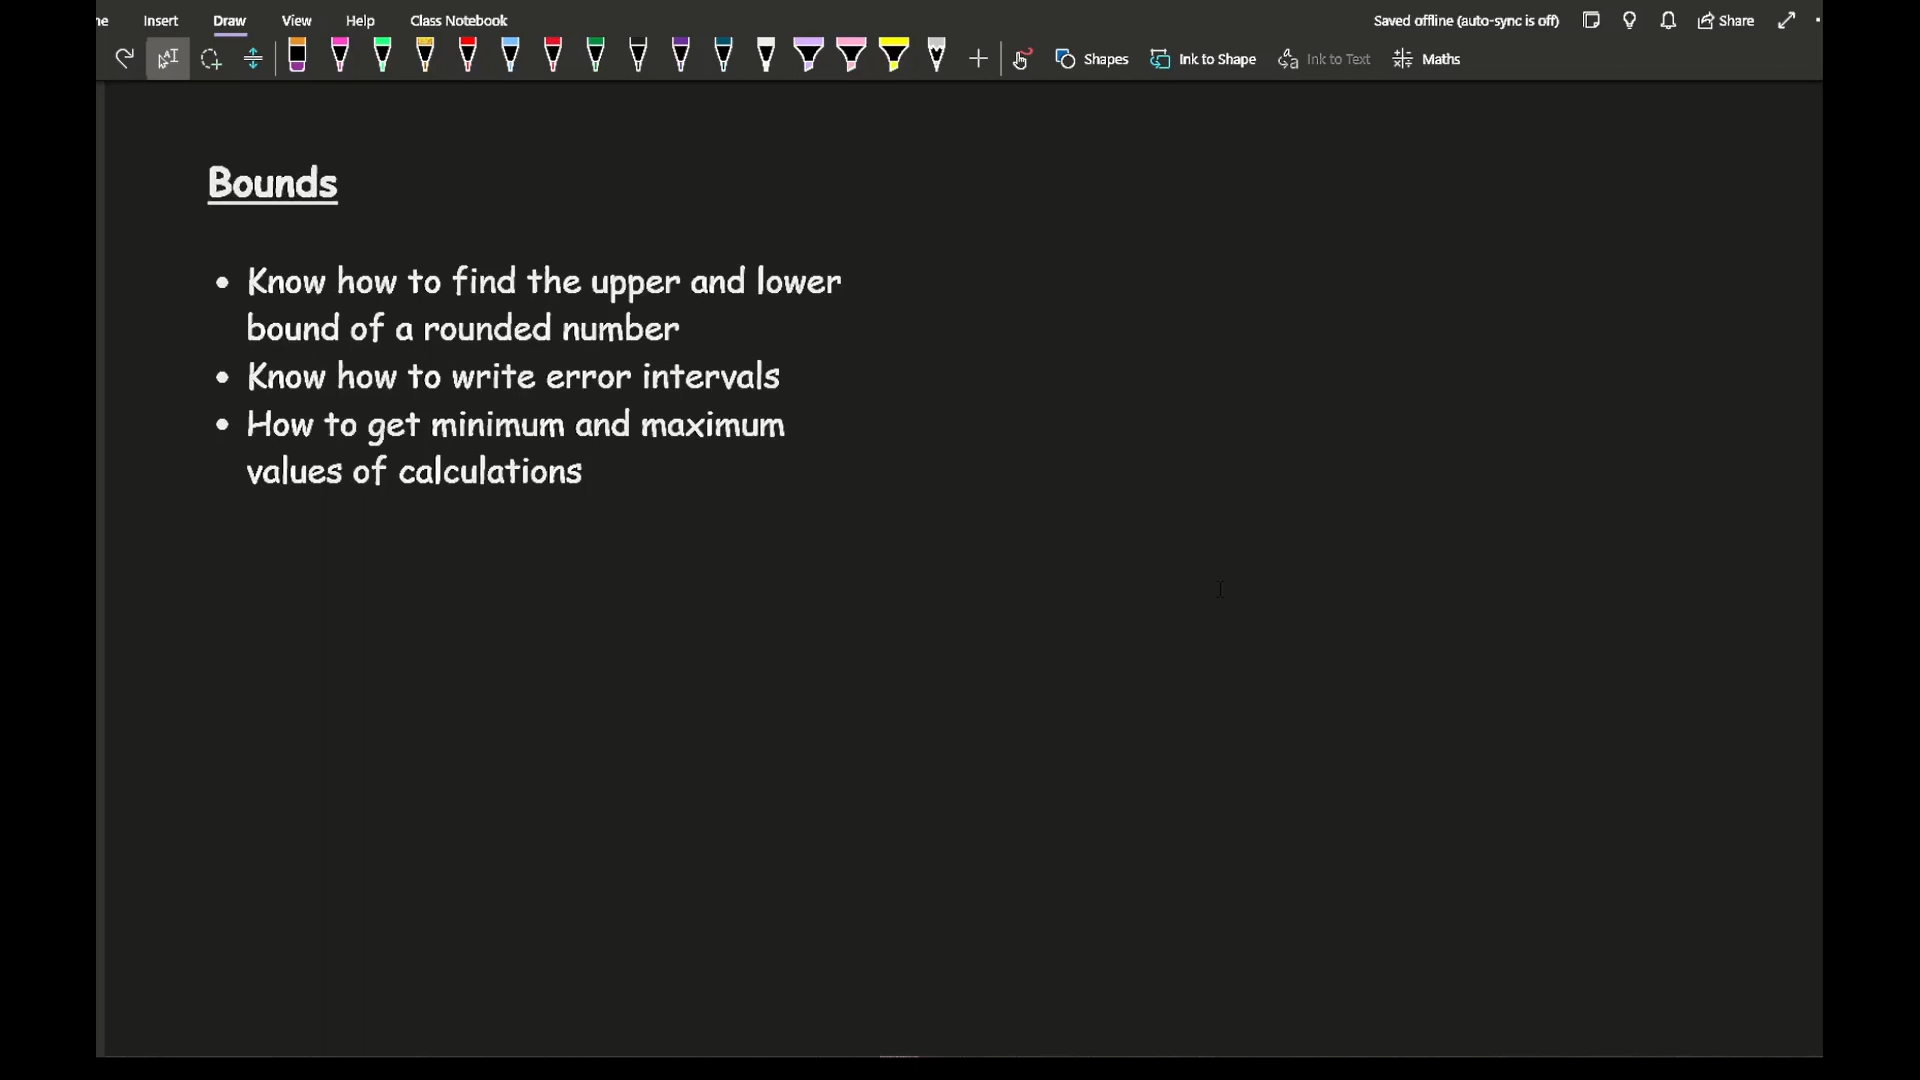 ne Insert Draw View Help Class Notebook Saved offline (auto-sync is off) Share
Shapes Ink to Shape Ink to Text Maths
Bounds
• Know how to find the upper and lower
bound of a rounded number
• Know how to write error intervals
• How to get minimum and maximum
values of calculations